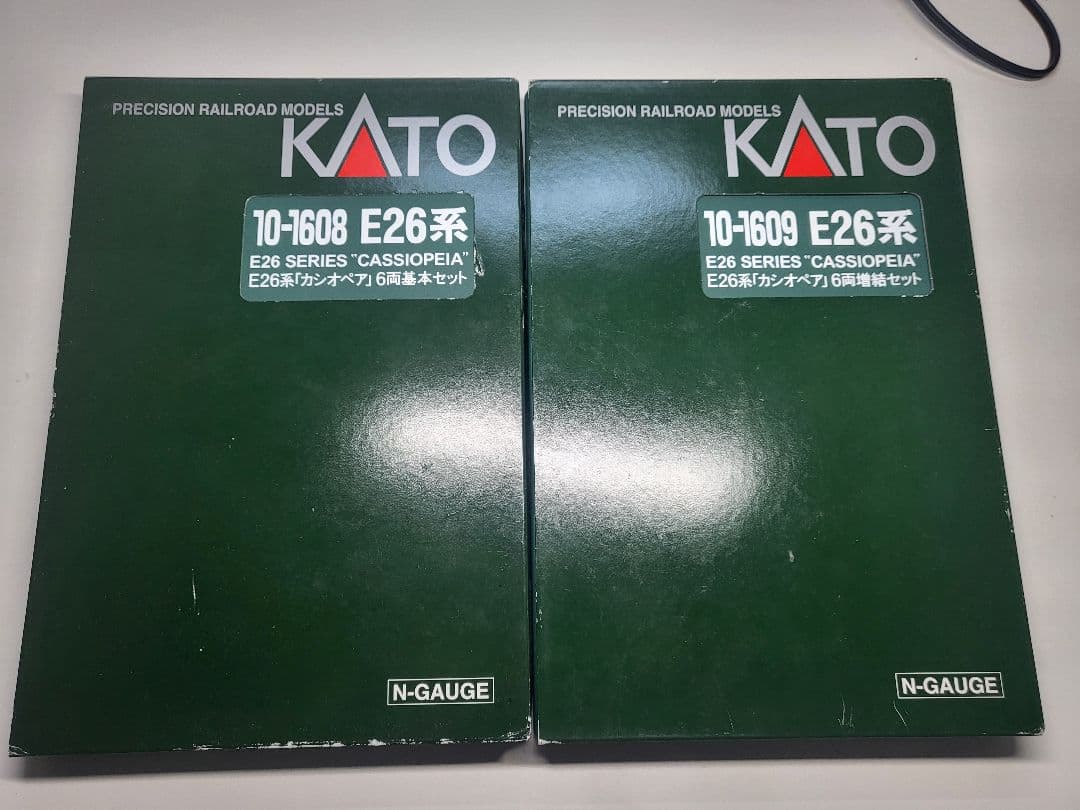 PRECISION RAILROAD MODELS
KATO
10-1608 E26系
E26 SERIES "CASSIOPEIA"
E26系「カシオペア」6両基本セット
N-GAUGE
PRECISION RAILROAD MODELS
KATO
10-1609 E26系
E26 SERIES "CASSIOPEIA"
E26系「カシオペア」6両増結セット
N-GAUGE